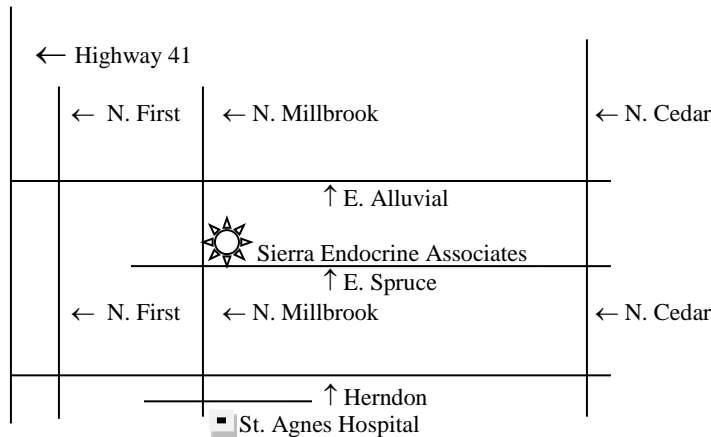 ← Highway 41
← N. First ← N. Millbrook ← N. Cedar
↑ E. Alluvial
Sierra Endocrine Associates
↑ E. Spruce
← N. First ← N. Millbrook ← N. Cedar
↑ Herndon
St. Agnes Hospital